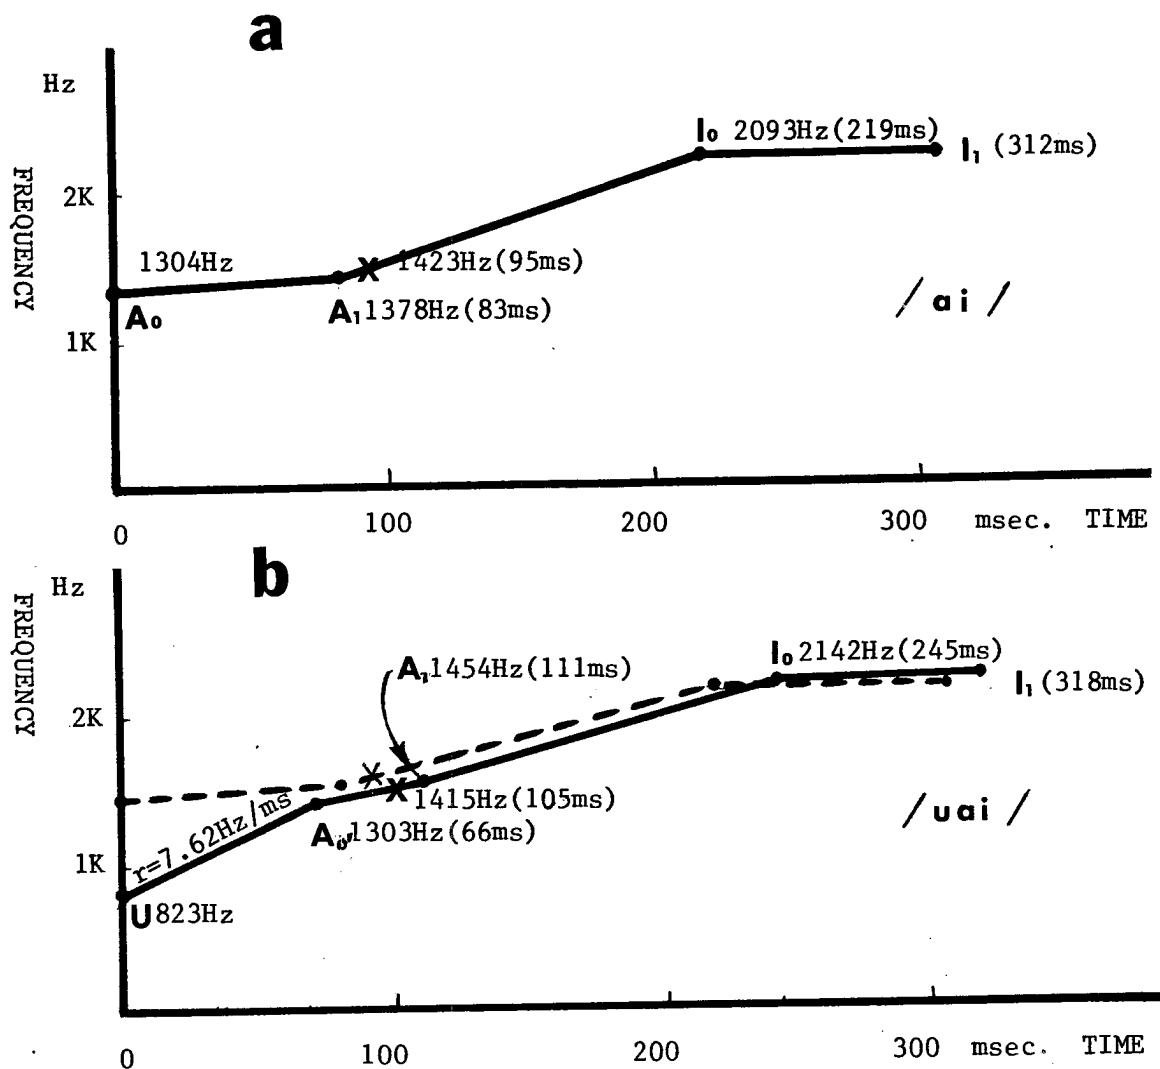 a
Hz
I₀ 2093Hz(219ms)
I₁ (312ms)
2K
FREQUENCY
1304Hz
X 1423Hz(95ms)
A₀
A₁ 1378Hz(83ms)
/ ai /
1K
0 100 200 300 msec. TIME
b
Hz
I₀ 2142Hz(245ms)
A₁ 1454Hz(111ms)
I₁ (318ms)
FREQUENCY
2K
X
X 1415Hz(105ms)
r=7.62Hz/ms
/ uai /
A₀' 1303Hz(66ms)
1K
U 823Hz
0 100 200 300 msec. TIME